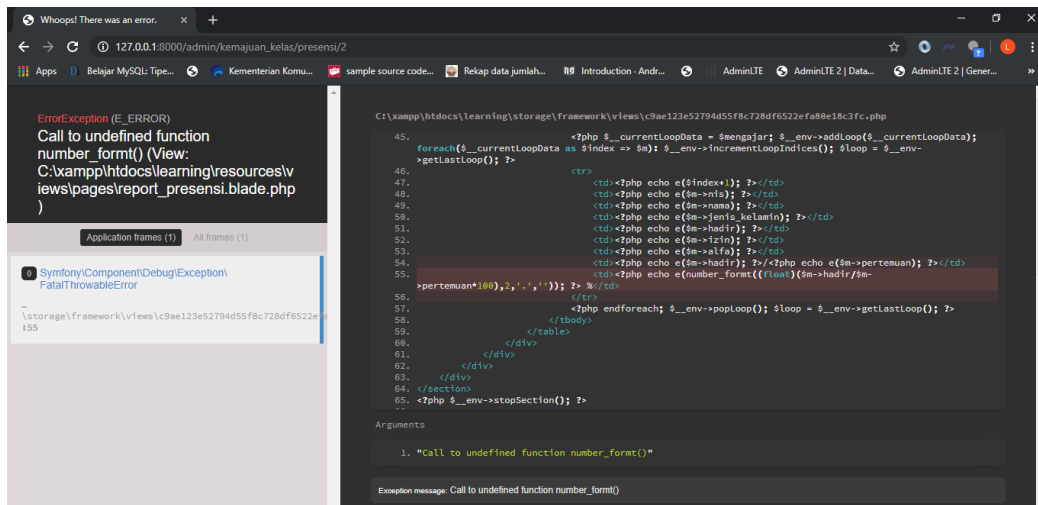 Whoops! There was an error.
127.0.0.1:8000/admin/kemajuan_kelas/presensi/2
Apps Belajar MySQL: Tipe... Kementerian Komu... sample source code... Rekap data jumlah... Introduction - Andr... AdminLTE AdminLTE 2 | Data... AdminLTE 2 | Gener... »
ErrorException (E_ERROR)
Call to undefined function
number_formt() (View:
C:\xampp\htdocs\learning\resources\v
iews\pages\report_presensi.blade.php
)
Application frames (1) All frames (1)
0 Symfony\Component\Debug\Exception\
FatalThrowableError
…
\storage\framework\views\c9ae123e52794d55f8c728df6522e
:55
C:\xampp\htdocs\learning\storage\framework\views\c9ae123e52794d55f8c728df6522efa80e18c3fc.php
45. <?php $__currentLoopData = $mengajar; $__env->addLoop($__currentLoopData);
foreach($__currentLoopData as $index => $m): $__env->incrementLoopIndices(); $loop = $__env-
>getLastLoop(); ?>
46. <tr>
47. <td><?php echo e($index+1); ?></td>
48. <td><?php echo e($m->nis); ?></td>
49. <td><?php echo e($m->nama); ?></td>
50. <td><?php echo e($m->jenis_kelamin); ?></td>
51. <td><?php echo e($m->hadir); ?></td>
52. <td><?php echo e($m->izin); ?></td>
53. <td><?php echo e($m->alfa); ?></td>
54. <td><?php echo e($m->hadir); ?>/<?php echo e($m->pertemuan); ?></td>
55. <td><?php echo e(number_formt((float)($m->hadir/$m-
>pertemuan*100),2,'.','')); ?> %</td>
56. </tr>
57. <?php endforeach; $__env->popLoop(); $loop = $__env->getLastLoop(); ?>
58. </tbody>
59. </table>
60. </div>
61. </div>
62. </div>
63. </div>
64. </section>
65. <?php $__env->stopSection(); ?>
Arguments
1. "Call to undefined function number_formt()"
Exception message: Call to undefined function number_formt()